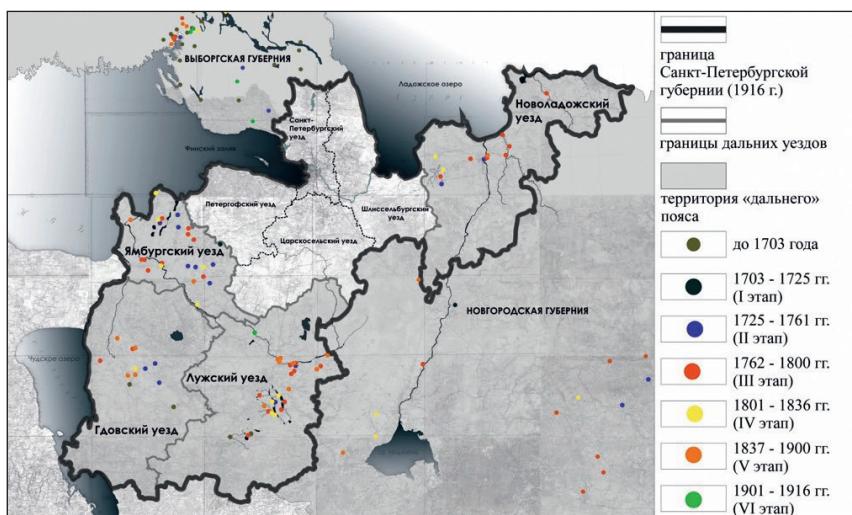 ВЫБОРГСКАЯ ГУБЕРНИЯ
Ладожское озеро
Новоладожский
уезд
Санкт-
Петербургский
уезд
Финский залив
Петергофский уезд
Шлиссельбургский
уезд
Царскосельский уезд
Ямбургский уезд
НОВГОРОДСКАЯ ГУБЕРНИЯ
Чудское озеро
Лужский уезд
Гдовский уезд
граница
Санкт-Петербургской
губернии (1916 г.)
границы дальних уездов
территория «дальнего»
пояса
до 1703 года
1703 - 1725 гг.
(I этап)
1725 - 1761 гг.
(II этап)
1762 - 1800 гг.
(III этап)
1801 - 1836 гг.
(IV этап)
1837 - 1900 гг.
(V этап)
1901 - 1916 гг.
(VI этап)